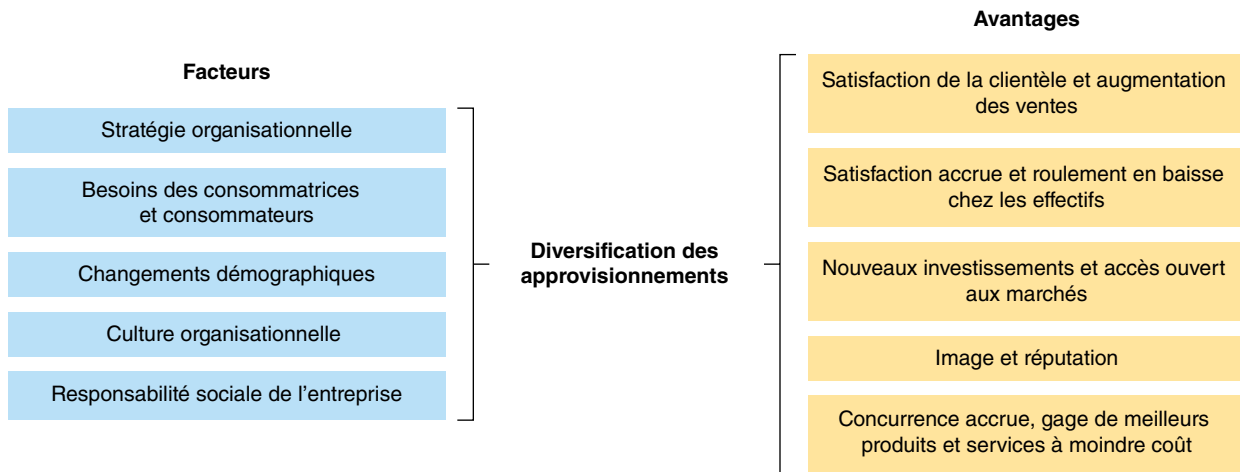 Facteurs
Stratégie organisationnelle
Besoins des consommatrices
et consommateurs
Changements démographiques
Culture organisationnelle
Responsabilité sociale de l’entreprise
Diversification des
approvisionnements
Avantages
Satisfaction de la clientèle et augmentation
des ventes
Satisfaction accrue et roulement en baisse
chez les effectifs
Nouveaux investissements et accès ouvert
aux marchés
Image et réputation
Concurrence accrue, gage de meilleurs
produits et services à moindre coût